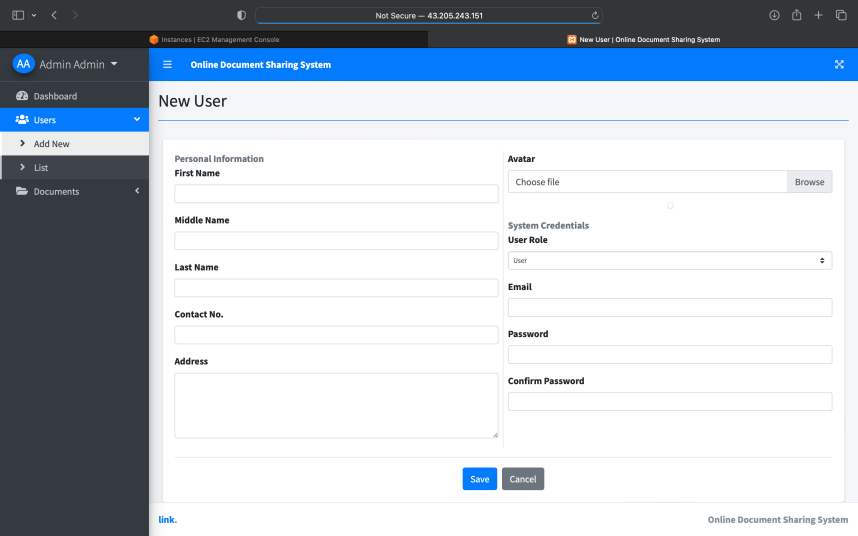 Not Secure — 43.205.243.151
Instances | EC2 Management Console
New User | Online Document Sharing System
AA Admin Admin
Online Document Sharing System
Dashboard
Users
Add New
List
Documents
New User
Personal Information
First Name
Middle Name
Last Name
Contact No.
Address
Avatar
Choose file
Browse
System Credentials
User Role
User
Email
Password
Confirm Password
Save
Cancel
link.
Online Document Sharing System